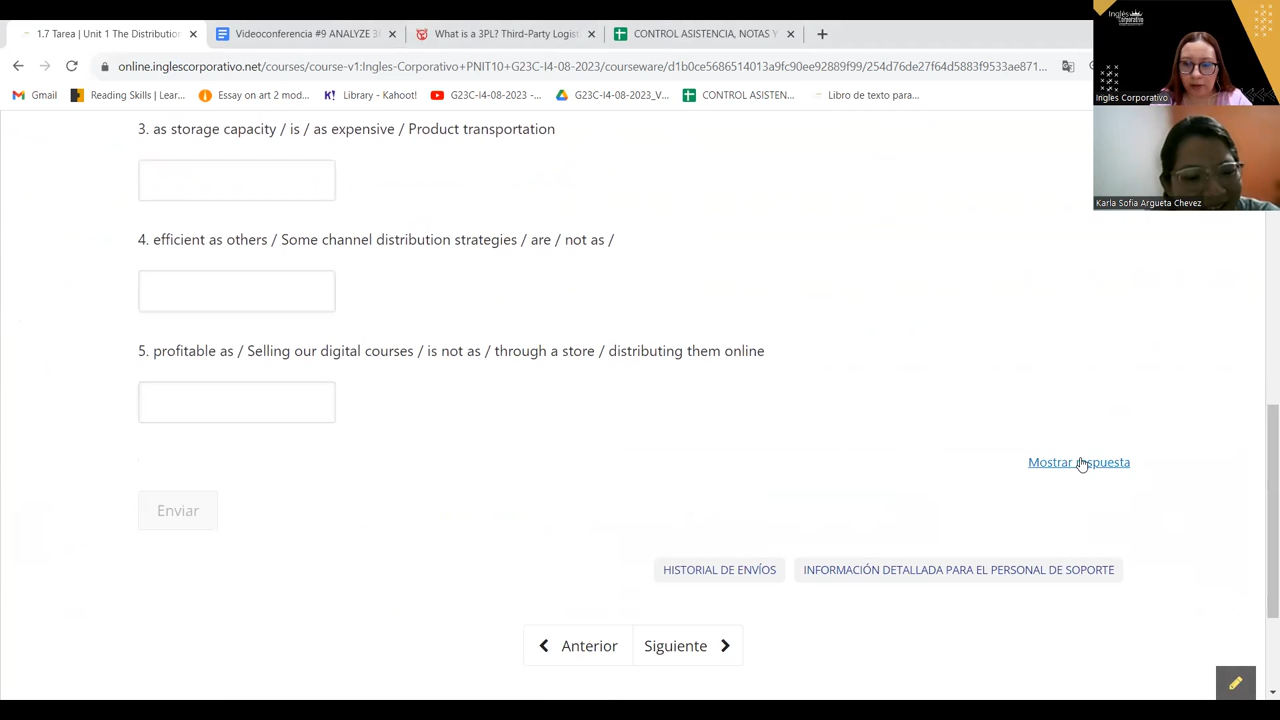 1.7 Tarea | Unit 1 The Distribution
Videoconferencia #9 ANALYZE 3
What is a 3PL? Third-Party Logist
CONTROL ASISTENCIA, NOTAS Y
online.inglescorporativo.net/courses/course-v1:Ingles-Corporativo+PNIT10+G23C-I4-08-2023/courseware/d1b0ce5686514013a9fc90ee92889f99/254d76de27f64d5883f9533ae871...
Gmail
Reading Skills | Lear...
Essay on art 2 mod...
Library - Ka
G23C-I4-08-2023 -...
G23C-I4-08-2023_V...
CONTROL ASISTEN...
Libro de texto para...
Inglés
Corporativo
Ingles Corporativo
Karla Sofia Argueta Chevez
3. as storage capacity / is / as expensive / Product transportation
4. efficient as others / Some channel distribution strategies / are / not as /
5. profitable as / Selling our digital courses / is not as / through a store / distributing them online
Mostrar respuesta
Enviar
HISTORIAL DE ENVÍOS
INFORMACIÓN DETALLADA PARA EL PERSONAL DE SOPORTE
Anterior
Siguiente